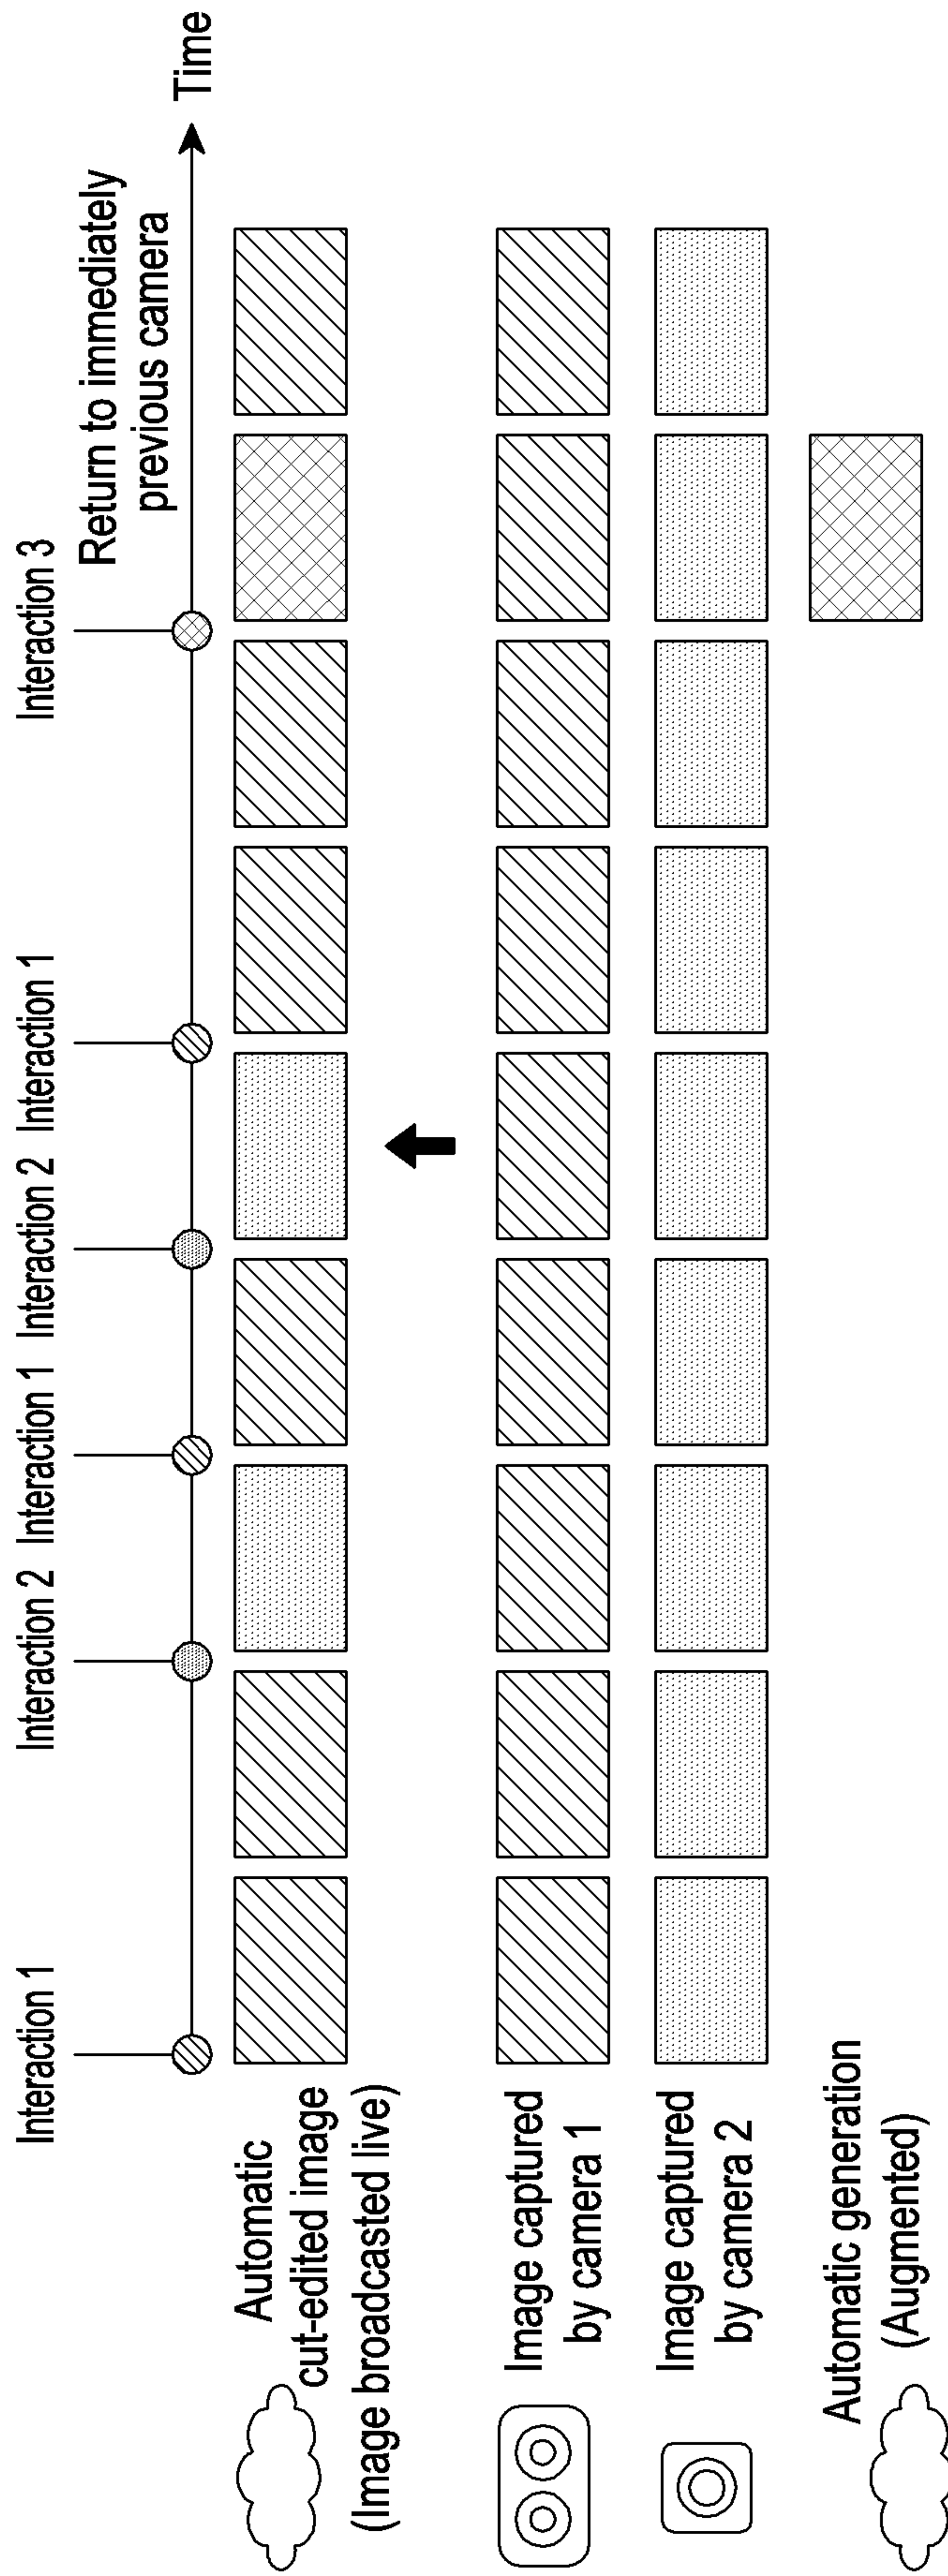 Interaction 1
Interaction 2
Interaction 1
Interaction 2
Interaction 1
Interaction 3
Return to immediately
previous camera
Time
Automatic
cut-edited image
(Image broadcasted live)
Image captured
by camera 1
Image captured
by camera 2
Automatic generation
(Augmented)